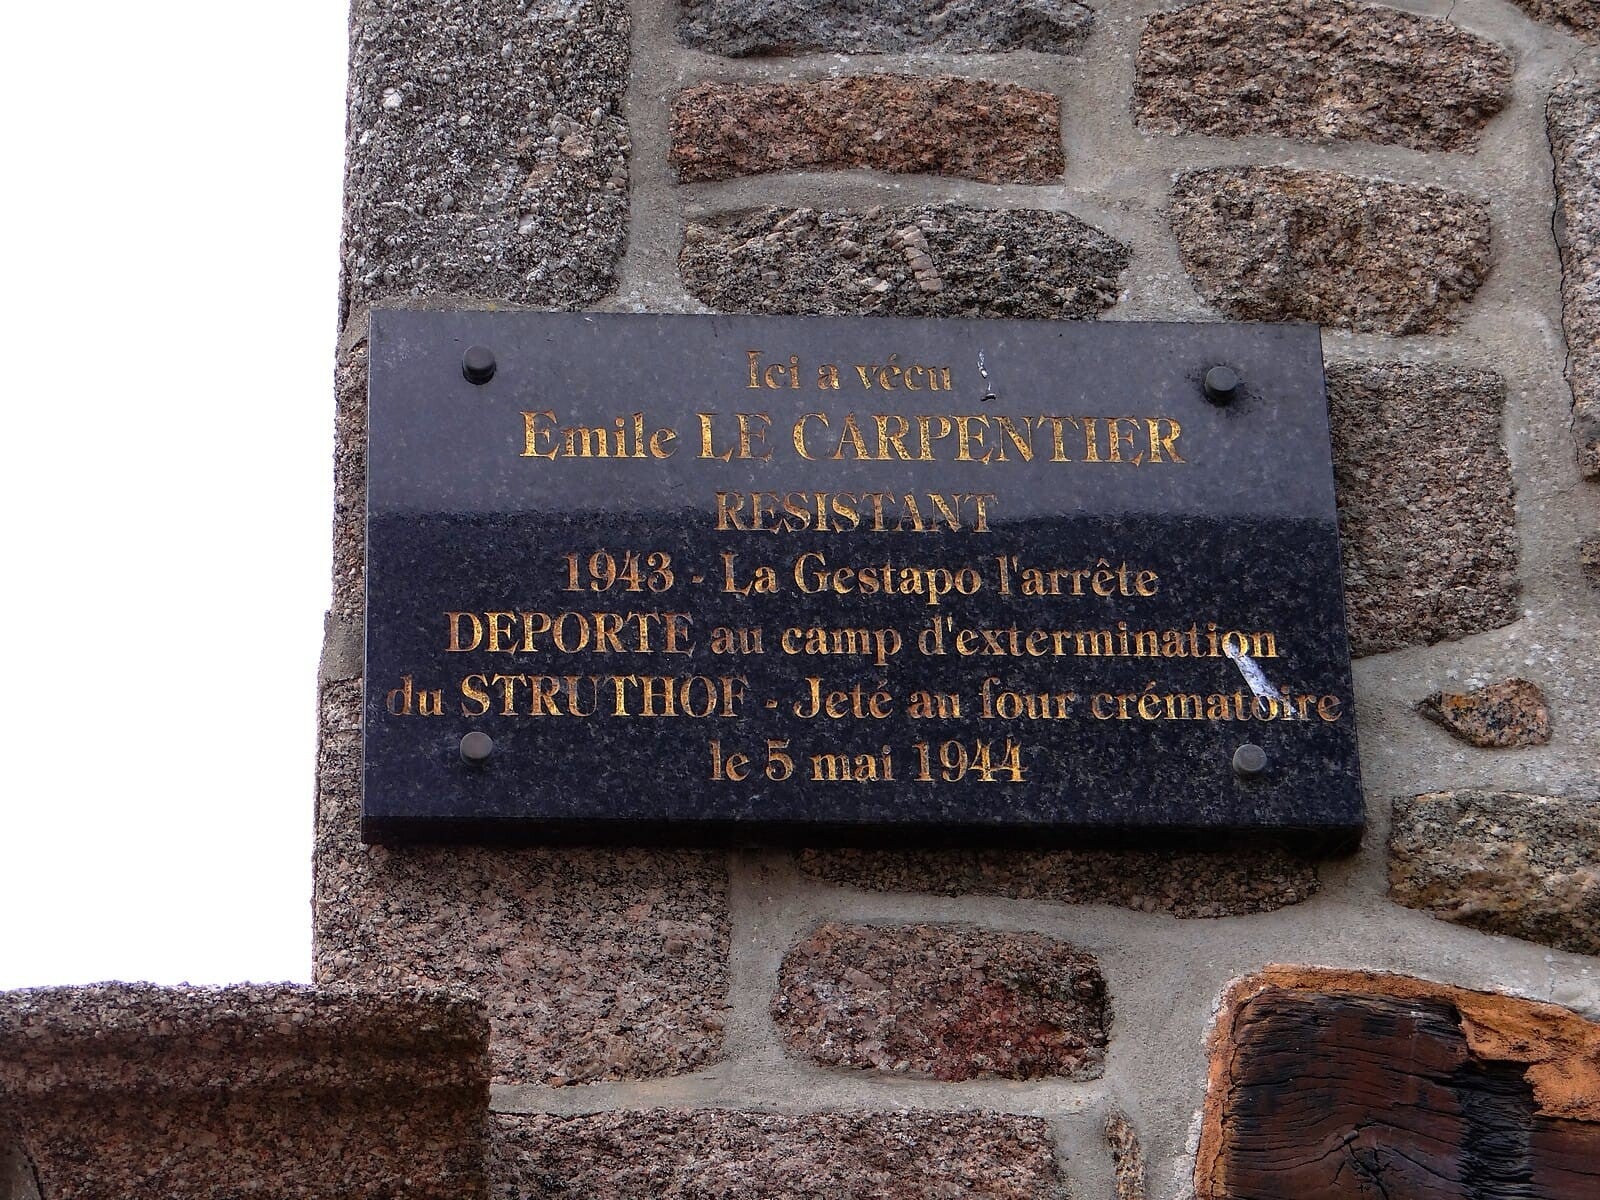 Ici a vécu
Emile LE CARPENTIER
RESISTANT
1943 - La Gestapo l'arrête
DEPORTE au camp d'extermination
du STRUTHOF - Jeté au four crématoire
le 5 mai 1944